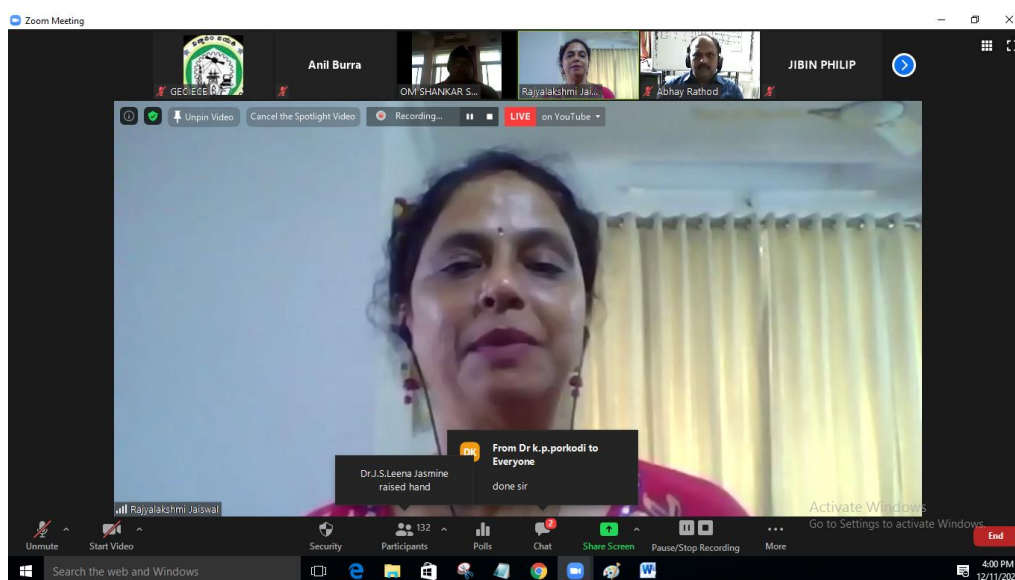 Zoom Meeting
GEC ECE
Anil Burra
OM SHANKAR S...
Rajyalakshmi Jai...
Abhay Rathod
JIBIN PHILIP
Unpin Video
Cancel the Spotlight Video
Recording...
LIVE on YouTube
DK
From Dr k.p.porkodi to
Everyone
done sir
Dr.J.S.Leena Jasmine
raised hand
Rajyalakshmi Jaiswal
Activate Windows
Go to Settings to activate Windows.
Unmute
Start Video
Security
132
Participants
Polls
2
Chat
Share Screen
Pause/Stop Recording
More
End
Search the web and Windows
4:00 PM